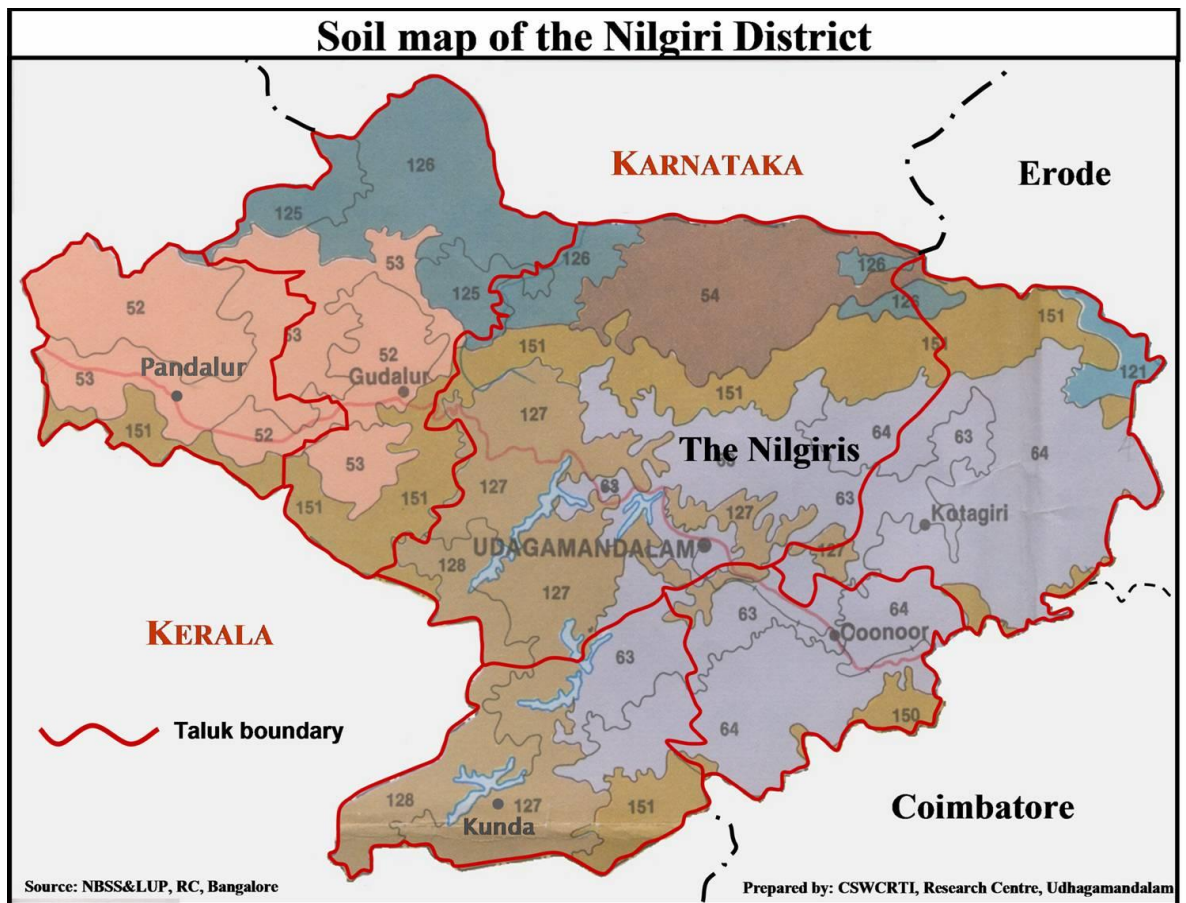 Soil map of the Nilgiri District
KARNATAKA
Erode
126
125
53
126
126
54
125
126
52
151
53
151
151
121
52
Pandalur
53
Gudalur
127
151
151
52
64
63
64
The Nilgiris
53
63
127
151
151
63
127
Kotagiri
UDAGAMANDALAM
127
128
127
63
64
KERALA
Coonoor
63
Taluk boundary
150
64
128
127
151
Kunda
Coimbatore
Source: NBSS&LUP, RC, Bangalore
Prepared by: CSWCRTI, Research Centre, Udhagamandalam